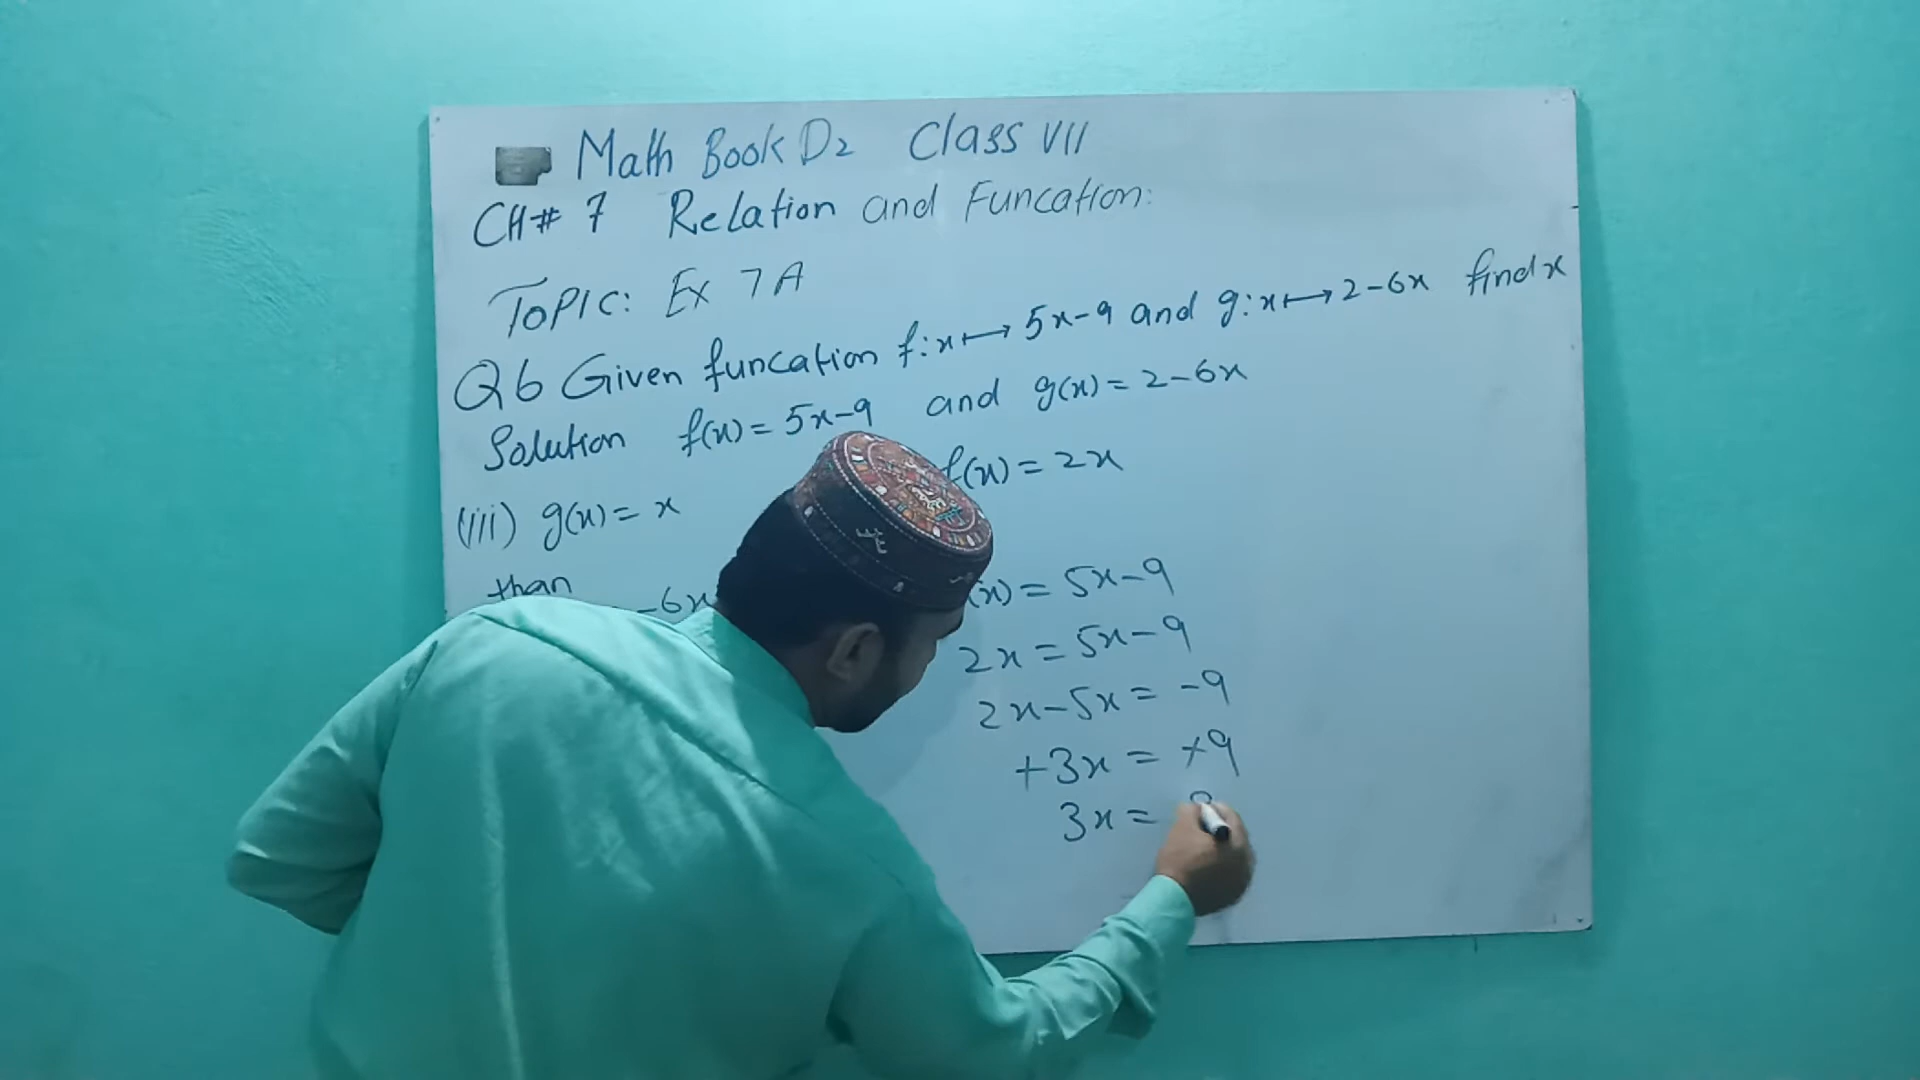 Math Book D2 Class VII
CH# 7 Relation and Funcation:
TOPIC: Ex 7A
Q6 Given funcation f:x↦5x-9 and g:x↦2-6x find x
Solution f(x)=5x-9 and g(x)=2-6x
(iii) g(x)=x f(x)=2x
than
-6x (x)=5x-9
2x=5x-9
2x-5x=-9
+3x=+9
3x=